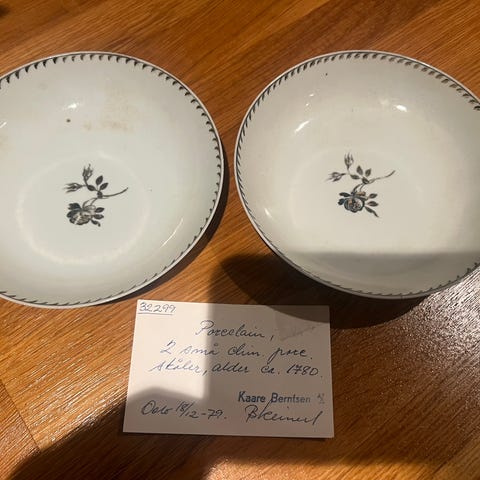 32299
Porcelain,
2 små chin. porc.
skåler, alder ca. 1780.
Kaare Berntsen A/S
Oslo 18/12-79.